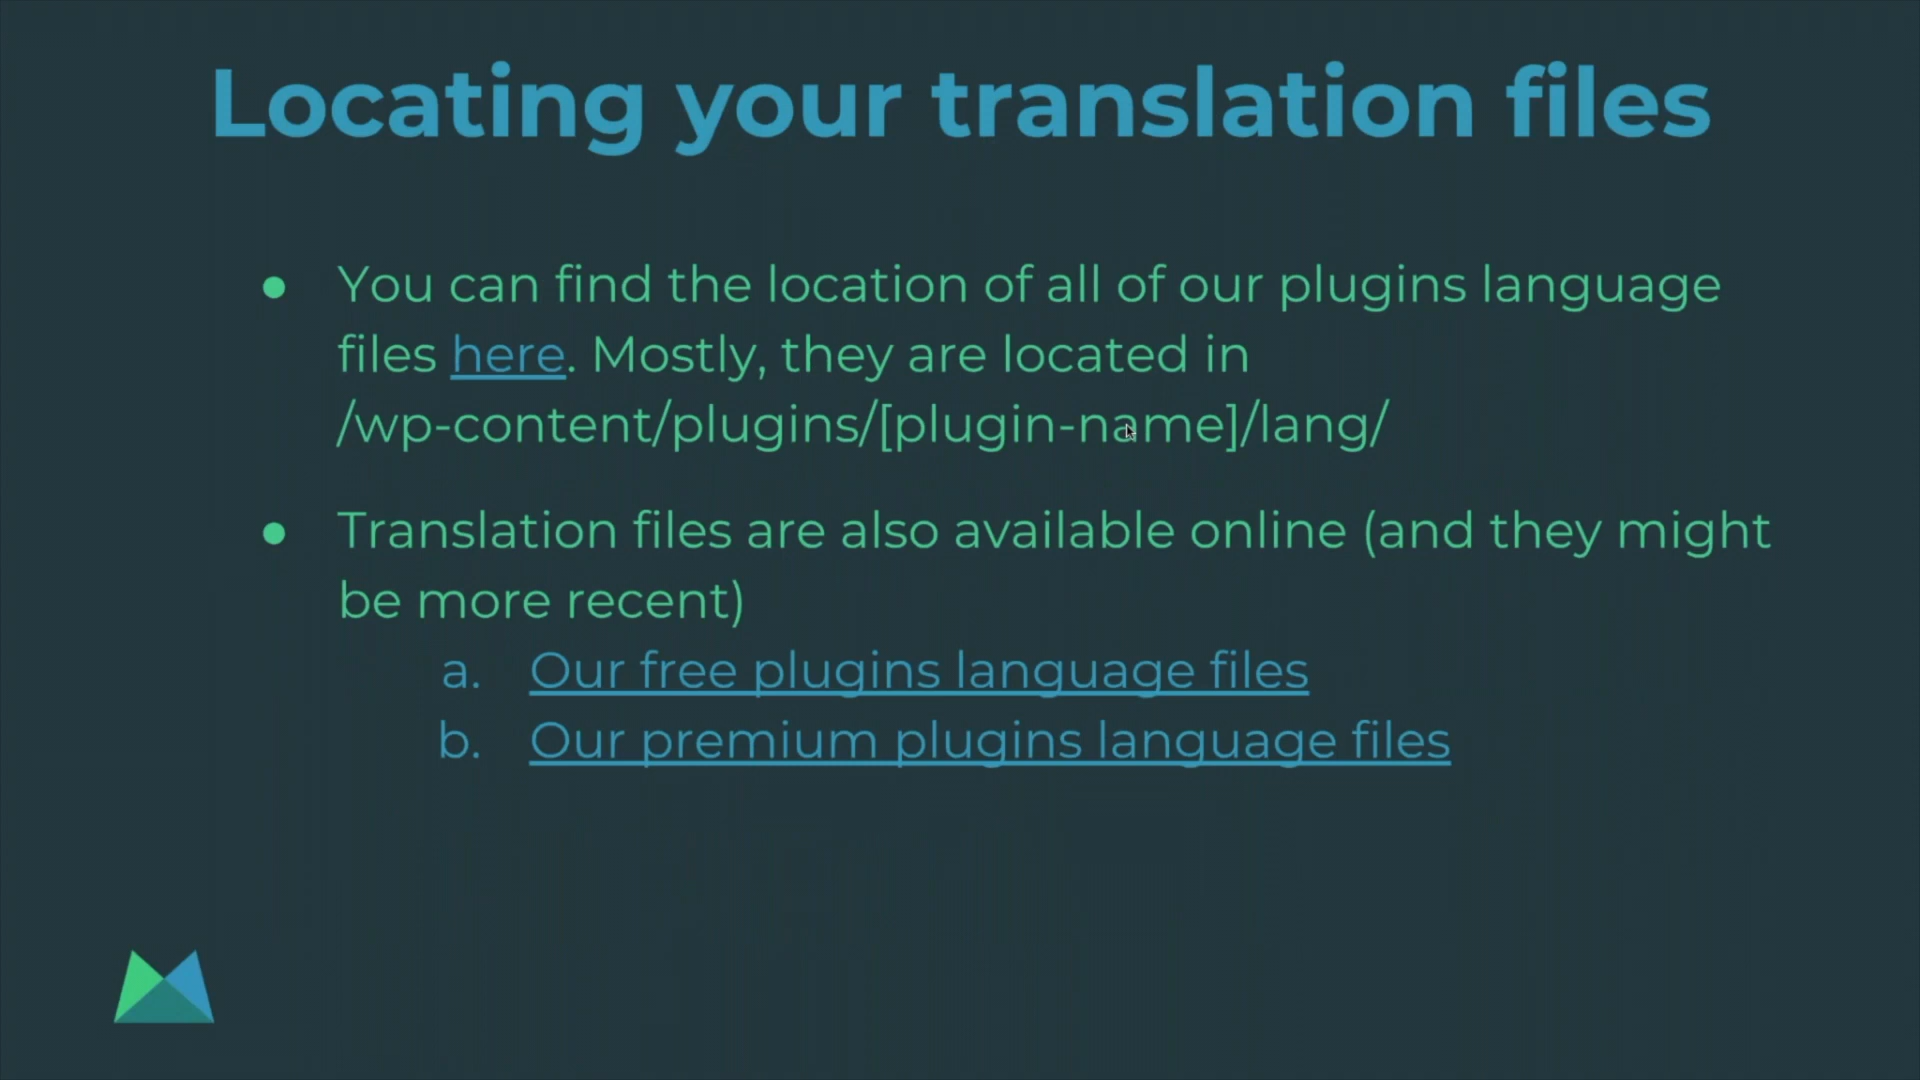 Locating your translation files
● You can find the location of all of our plugins language
files here. Mostly, they are located in
/wp-content/plugins/[plugin-name]/lang/
● Translation files are also available online (and they might
be more recent)
a. Our free plugins language files
b. Our premium plugins language files